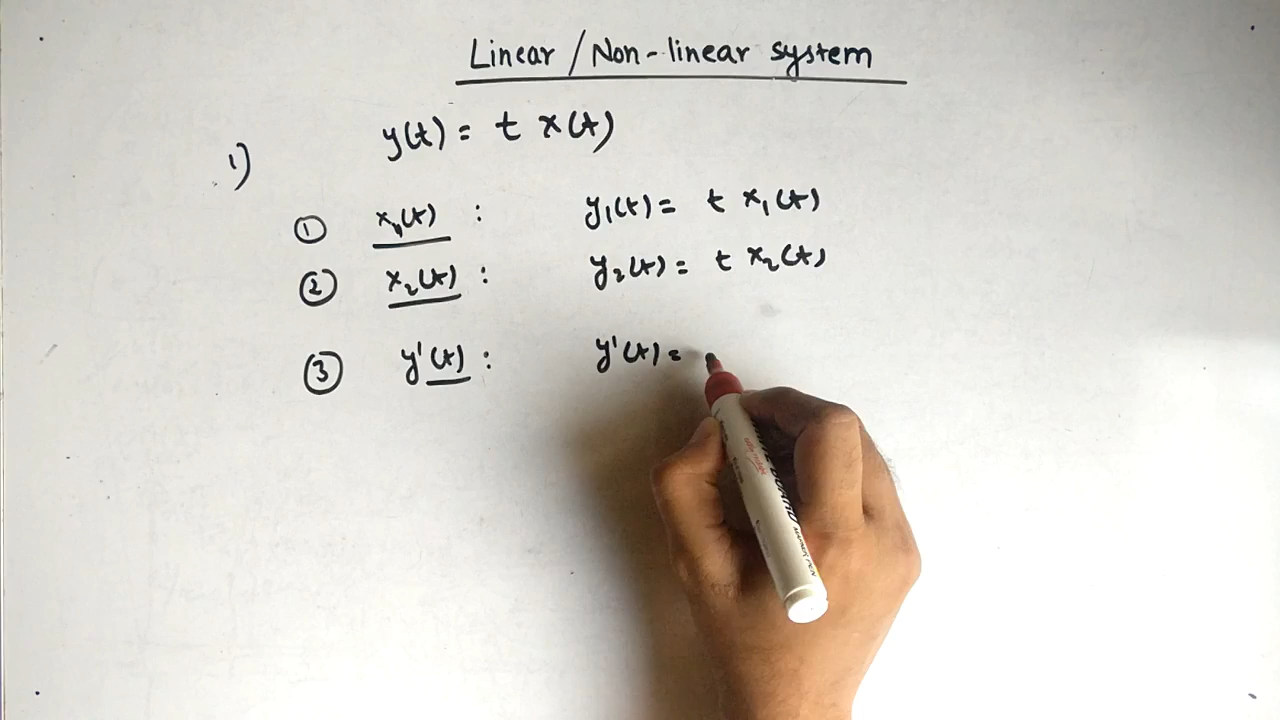 Linear / Non-linear system
1) y(t) = t x(t)
① x₁(t) : y₁(t) = t x₁(t)
② x₂(t) : y₂(t) = t x₂(t)
③ y'(t) : y'(t) =